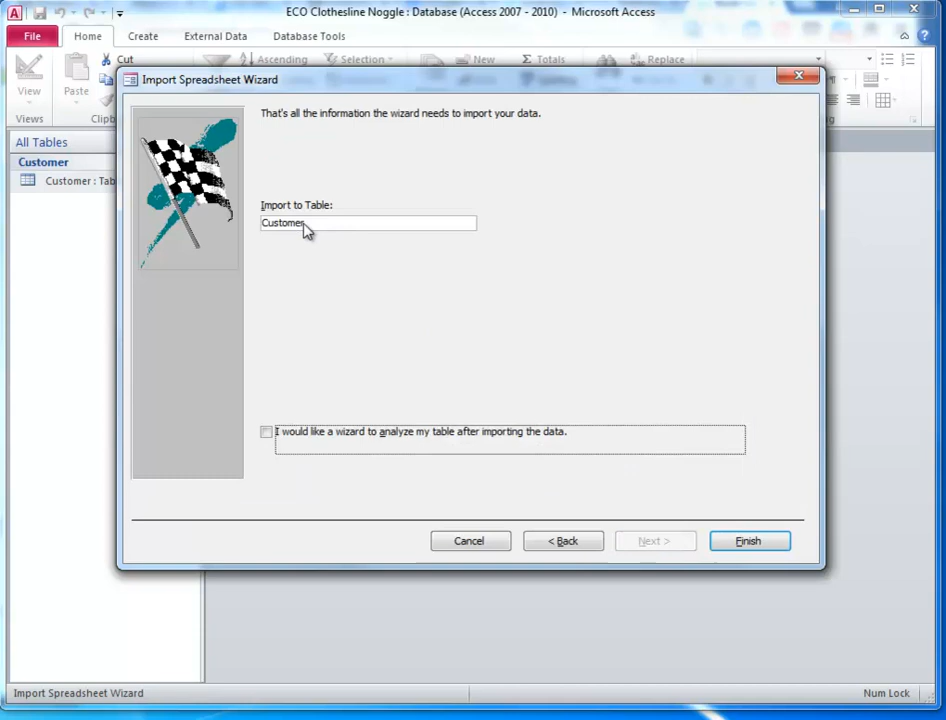 ECO Clothesline Noggle : Database (Access 2007 - 2010) - Microsoft Access
File Home Create External Data Database Tools
Cut Ascending Selection New Totals Replace
View Paste
Views Clipb
Import Spreadsheet Wizard
All Tables
Customer
Customer : Tab
That's all the information the wizard needs to import your data.
Import to Table:
Customer
I would like a wizard to analyze my table after importing the data.
Cancel < Back Next > Finish
Import Spreadsheet Wizard Num Lock